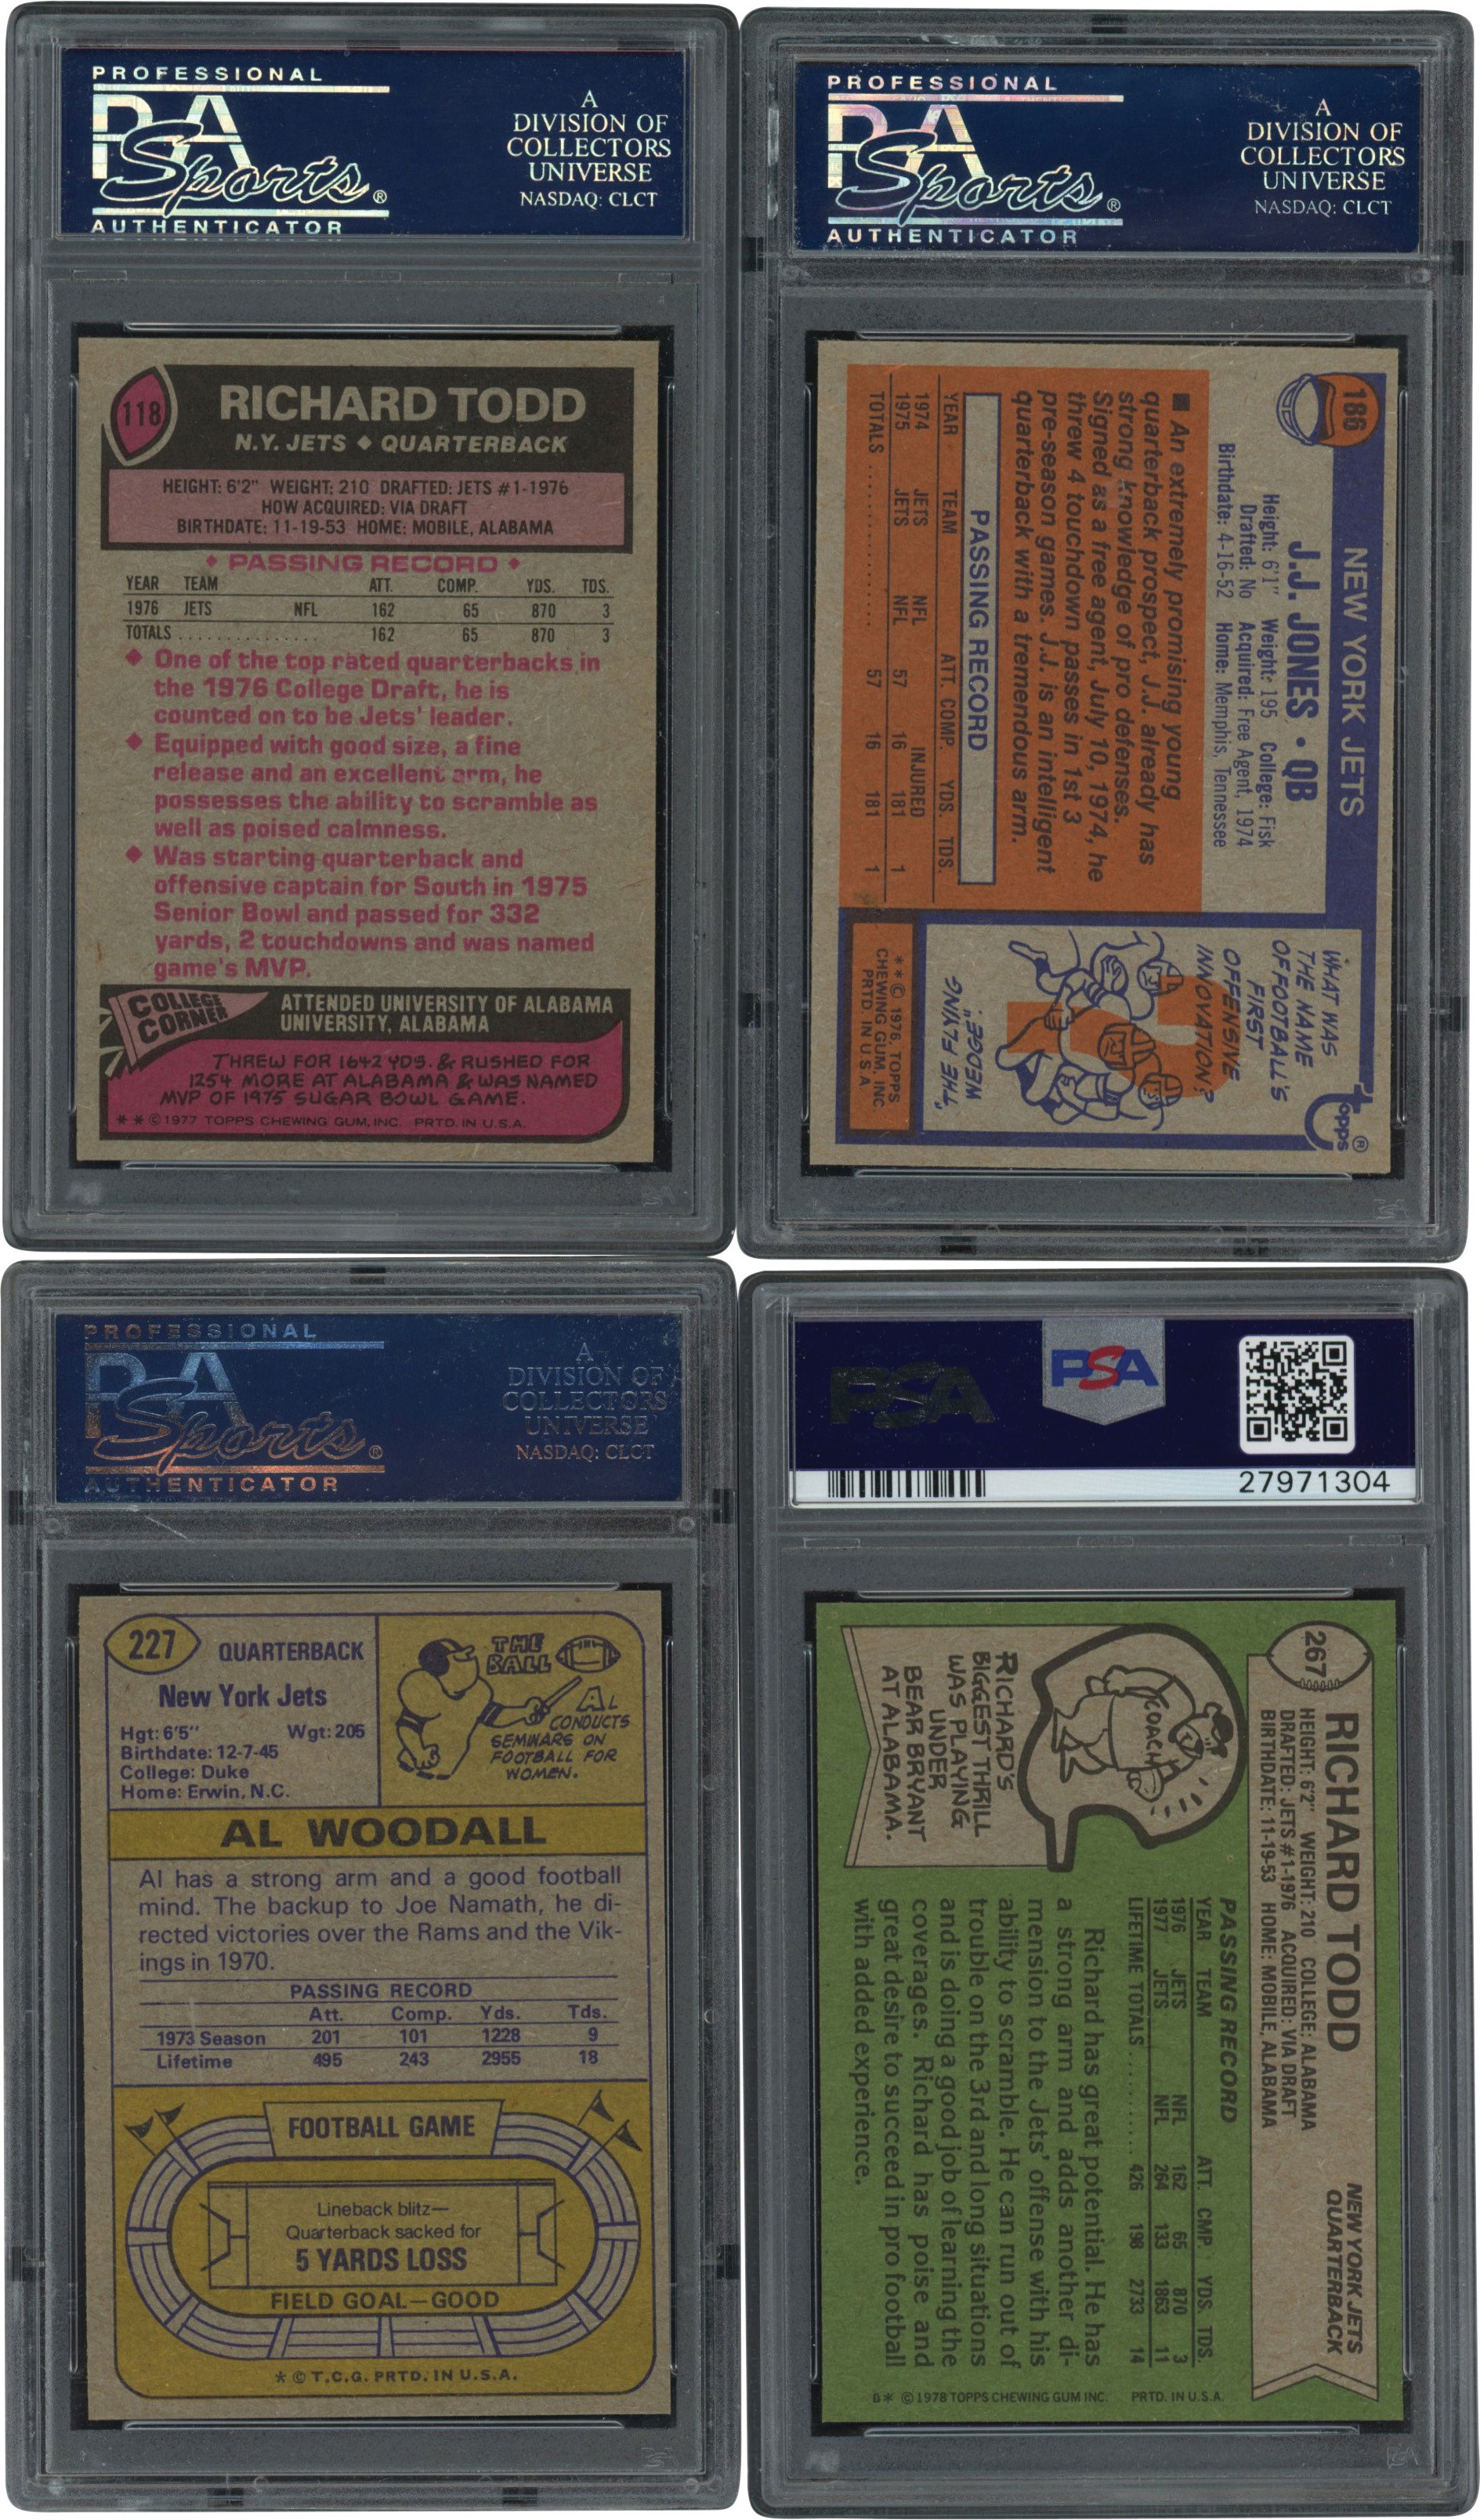 PROFESSIONAL
PSA
Sports®
AUTHENTICATOR
A
DIVISION OF
COLLECTORS
UNIVERSE
NASDAQ: CLCT
118
RICHARD TODD
N.Y. JETS ♦ QUARTERBACK
HEIGHT: 6'2" WEIGHT: 210 DRAFTED: JETS #1-1976
HOW ACQUIRED: VIA DRAFT
BIRTHDATE: 11-19-53 HOME: MOBILE, ALABAMA
♦ PASSING RECORD ♦
YEAR TEAM ATT. COMP. YDS. TDS.
1976 JETS NFL 162 65 870 3
TOTALS ................ 162 65 870 3
♦ One of the top rated quarterbacks in
the 1976 College Draft, he is
counted on to be Jets' leader.
♦ Equipped with good size, a fine
release and an excellent arm, he
possesses the ability to scramble as
well as poised calmness.
♦ Was starting quarterback and
offensive captain for South in 1975
Senior Bowl and passed for 332
yards, 2 touchdowns and was named
game's MVP.
COLLEGE
CORNER
ATTENDED UNIVERSITY OF ALABAMA
UNIVERSITY, ALABAMA
THREW FOR 1642 YDS. & RUSHED FOR
1254 MORE AT ALABAMA & WAS NAMED
MVP OF 1975 SUGAR BOWL GAME.
* * © 1977 TOPPS CHEWING GUM, INC. PRTD. IN U.S.A.
PROFESSIONAL
PSA
Sports®
AUTHENTICATOR
A
DIVISION OF
COLLECTORS
UNIVERSE
NASDAQ: CLCT
186
NEW YORK JETS
J.J. JONES • QB
Height: 6'1" Weight: 195 College: Fisk
Drafted: No Acquired: Free Agent, 1974
Birthdate: 4-16-52 Home: Memphis, Tennessee
■ An extremely promising young
quarterback prospect, J.J. already has
strong knowledge of pro defenses.
Signed as a free agent, July 10, 1974, he
threw 4 touchdown passes in 1st 3
pre-season games. J.J. is an intelligent
quarterback with a tremendous arm.
PASSING RECORD
YEAR TEAM ATT. COMP. YDS. TDS.
1974 JETS NFL 57 16 181 1
1975 JETS NFL INJURED
TOTALS .................. 57 16 181 1
Topps®
WHAT WAS
THE NAME
OF FOOTBALL'S
FIRST
OFFENSIVE
INNOVATION?
"THE FLYING
WEDGE".
* * © 1976. TOPPS
CHEWING GUM, INC
PRTD. IN U S A
PROFESSIONAL
PSA
Sports®
AUTHENTICATOR
A
DIVISION OF
COLLECTORS
UNIVERSE
NASDAQ: CLCT
227
QUARTERBACK
New York Jets
Hgt: 6'5" Wgt: 205
Birthdate: 12-7-45
College: Duke
Home: Erwin, N.C.
THE
BALL
AL
CONDUCTS
SEMINARS ON
FOOTBALL FOR
WOMEN.
AL WOODALL
Al has a strong arm and a good football
mind. The backup to Joe Namath, he di-
rected victories over the Rams and the Vik-
ings in 1970.
PASSING RECORD
Att. Comp. Yds. Tds.
1973 Season 201 101 1228 9
Lifetime 495 243 2955 18
FOOTBALL GAME
Lineback blitz—
Quarterback sacked for
5 YARDS LOSS
FIELD GOAL—GOOD
* © T.C.G. PRTD. IN U.S.A.
PSA
PSA
27971304
267
RICHARD TODD
NEW YORK JETS
QUARTERBACK
HEIGHT: 6'2" WEIGHT: 210 COLLEGE: ALABAMA
DRAFTED: JETS #1-1976 ACQUIRED: VIA DRAFT
BIRTHDATE: 11-19-53 HOME: MOBILE, ALABAMA
COACH
RICHARD'S
BIGGEST THRILL
WAS PLAYING
UNDER
BEAR BRYANT
AT ALABAMA.
PASSING RECORD
YEAR TEAM ATT. CMP. YDS. TDS.
1976 JETS NFL 162 65 870 3
1977 JETS NFL 264 133 1863 11
LIFETIME TOTALS .......... 426 198 2733 14
Richard has great potential. He has
a strong arm and adds another di-
mension to the Jets' offense with his
ability to scramble. He can run out of
trouble on the 3rd and long situations
and is doing a good job of learning the
coverages. Richard has poise and
great desire to succeed in pro football
with added experience.
D* © 1978 TOPPS CHEWING GUM INC. PRTD. IN U.S.A.